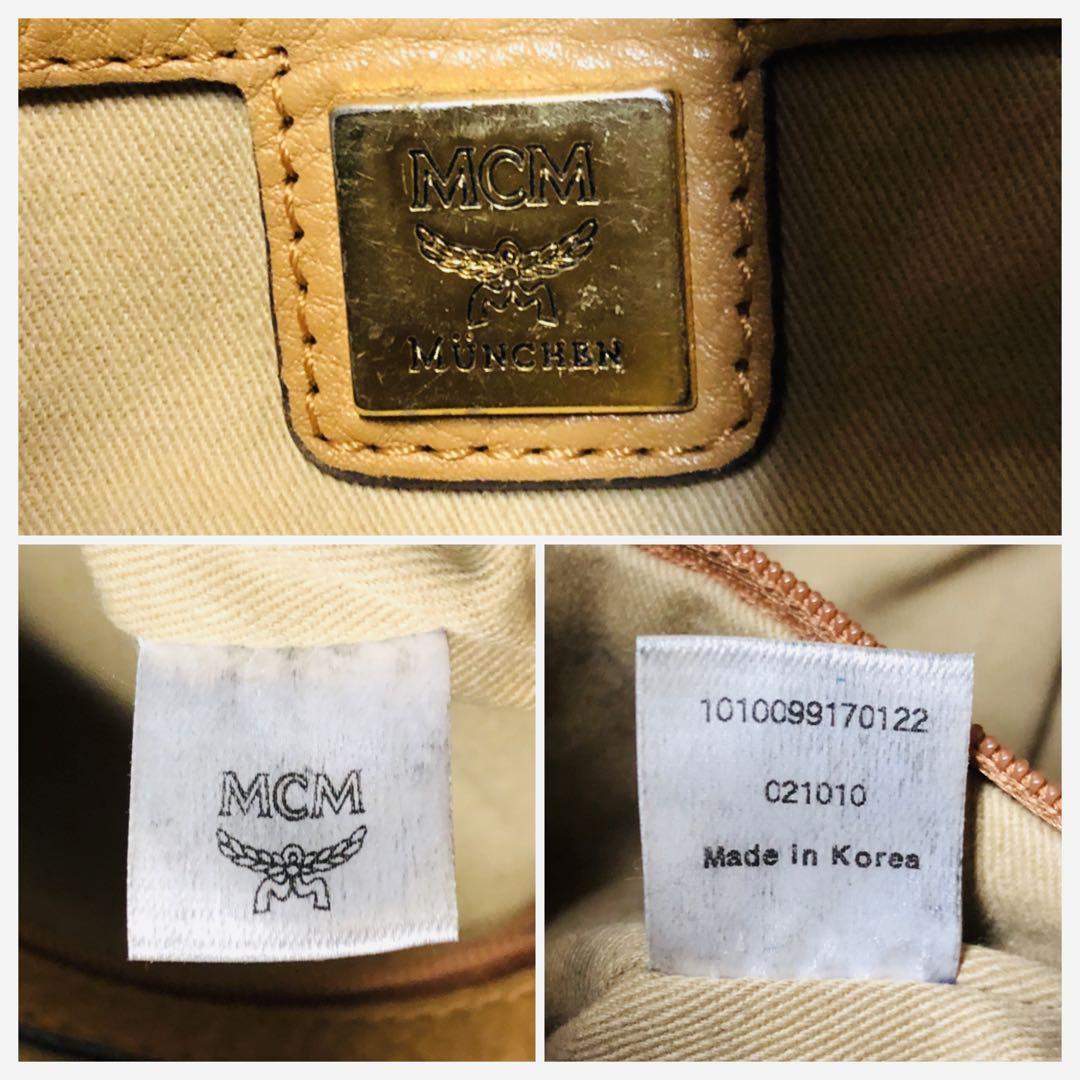 MCM
MÜNCHEN
MCM
1010099170122
021010
Made in Korea